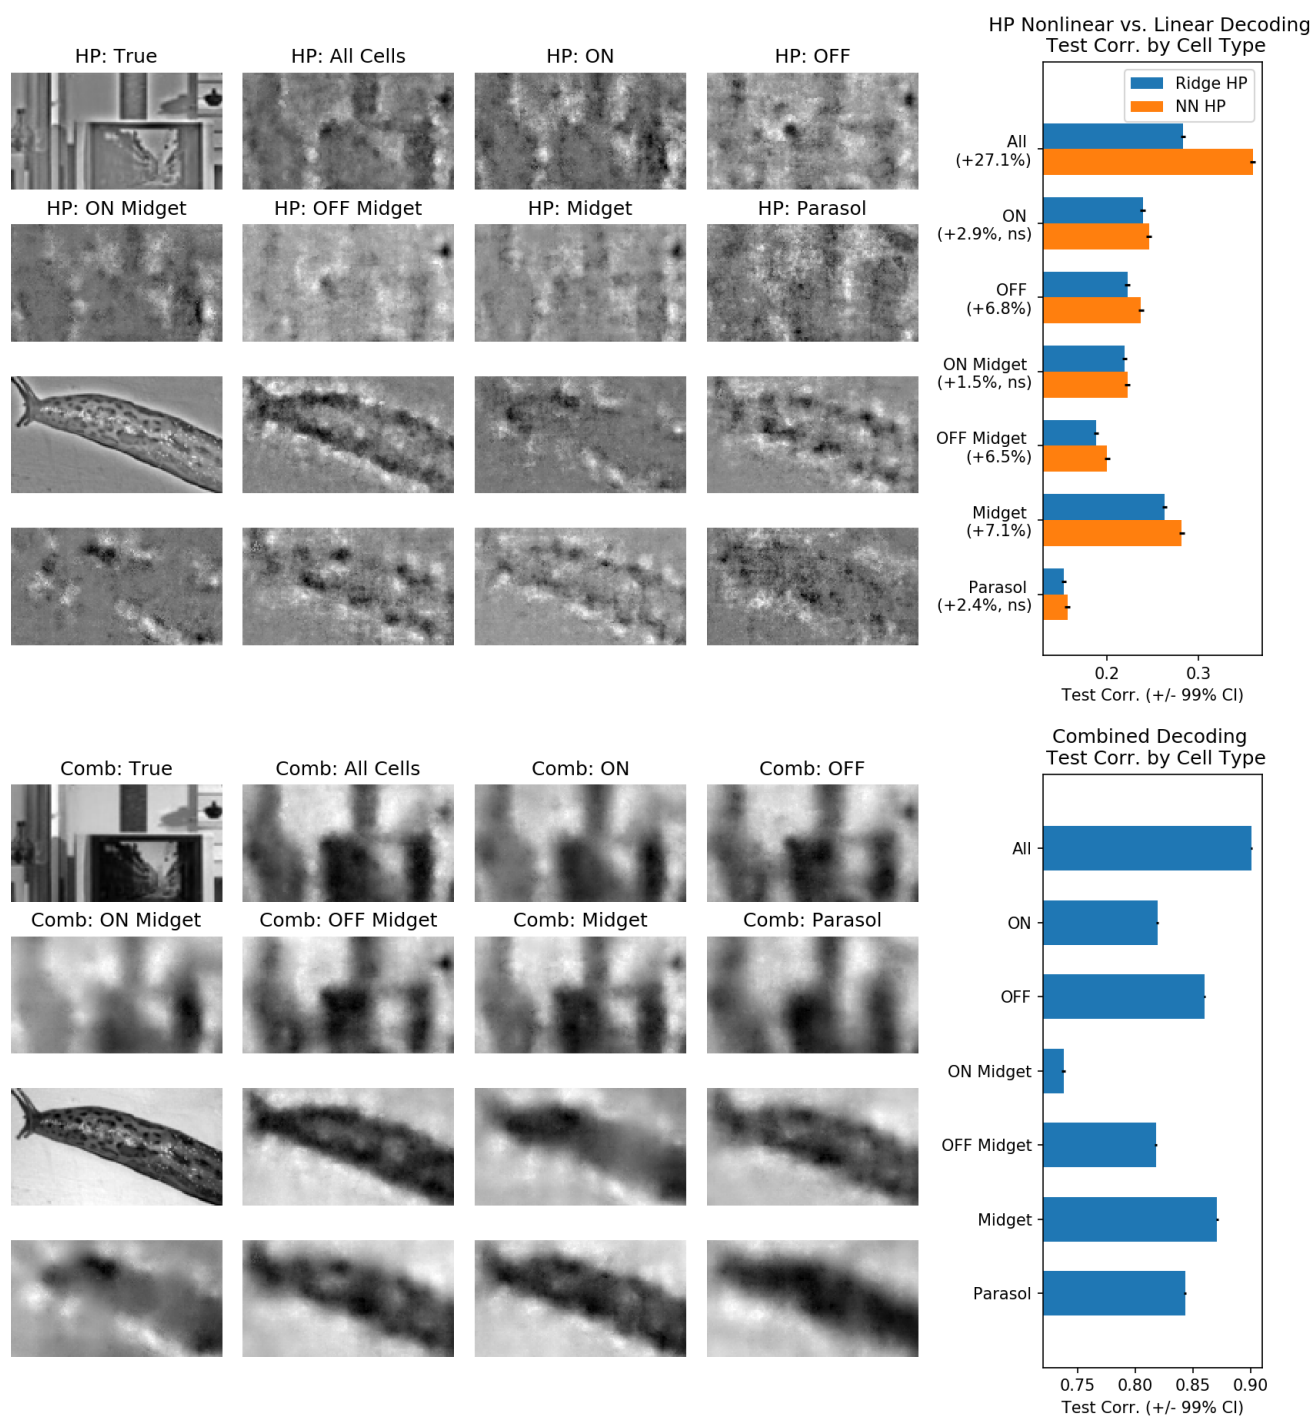 HP: True
HP: All Cells
HP: ON
HP: OFF
HP: ON Midget
HP: OFF Midget
HP: Midget
HP: Parasol
HP Nonlinear vs. Linear Decoding
Test Corr. by Cell Type
Ridge HP
NN HP
All
(+27.1%)
ON
(+2.9%, ns)
OFF
(+6.8%)
ON Midget
(+1.5%, ns)
OFF Midget
(+6.5%)
Midget
(+7.1%)
Parasol
(+2.4%, ns)
0.2 0.3
Test Corr. (+/- 99% CI)
Comb: True
Comb: All Cells
Comb: ON
Comb: OFF
Comb: ON Midget
Comb: OFF Midget
Comb: Midget
Comb: Parasol
Combined Decoding
Test Corr. by Cell Type
All
ON
OFF
ON Midget
OFF Midget
Midget
Parasol
0.75 0.80 0.85 0.90
Test Corr. (+/- 99% CI)